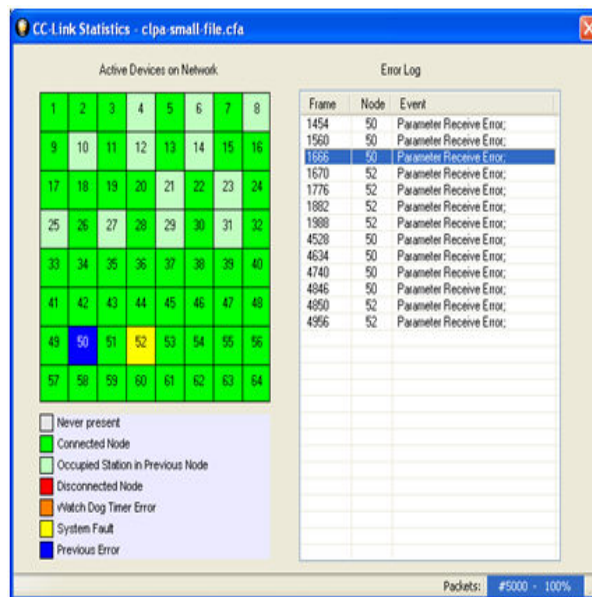 CC-Link Statistics - clpa-small-file.cfa
Active Devices on Network
1 2 3 4 5 6 7 8
9 10 11 12 13 14 15 16
17 18 19 20 21 22 23 24
25 26 27 28 29 30 31 32
33 34 35 36 37 38 39 40
41 42 43 44 45 46 47 48
49 50 51 52 53 54 55 56
57 58 59 60 61 62 63 64
Never present
Connected Node
Occupied Station in Previous Node
Disconnected Node
Watch Dog Timer Error
System Fault
Previous Error
Error Log
Frame Node Event
1454 50 Parameter Receive Error;
1560 50 Parameter Receive Error;
1666 50 Parameter Receive Error;
1670 52 Parameter Receive Error;
1776 52 Parameter Receive Error;
1882 52 Parameter Receive Error;
1988 52 Parameter Receive Error;
4528 50 Parameter Receive Error;
4634 50 Parameter Receive Error;
4740 50 Parameter Receive Error;
4846 50 Parameter Receive Error;
4850 52 Parameter Receive Error;
4956 52 Parameter Receive Error;
Packets: #5000 - 100%